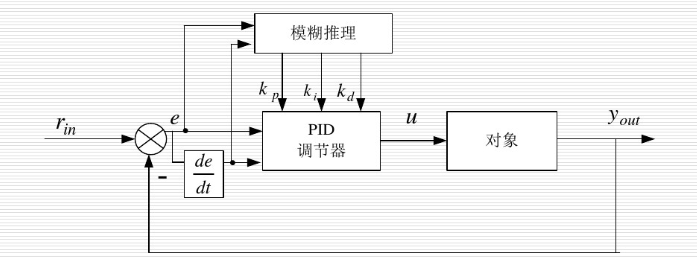 模糊推理
k_p k_i k_d
r_in e PID u y_out
调节器 对象
- de
dt